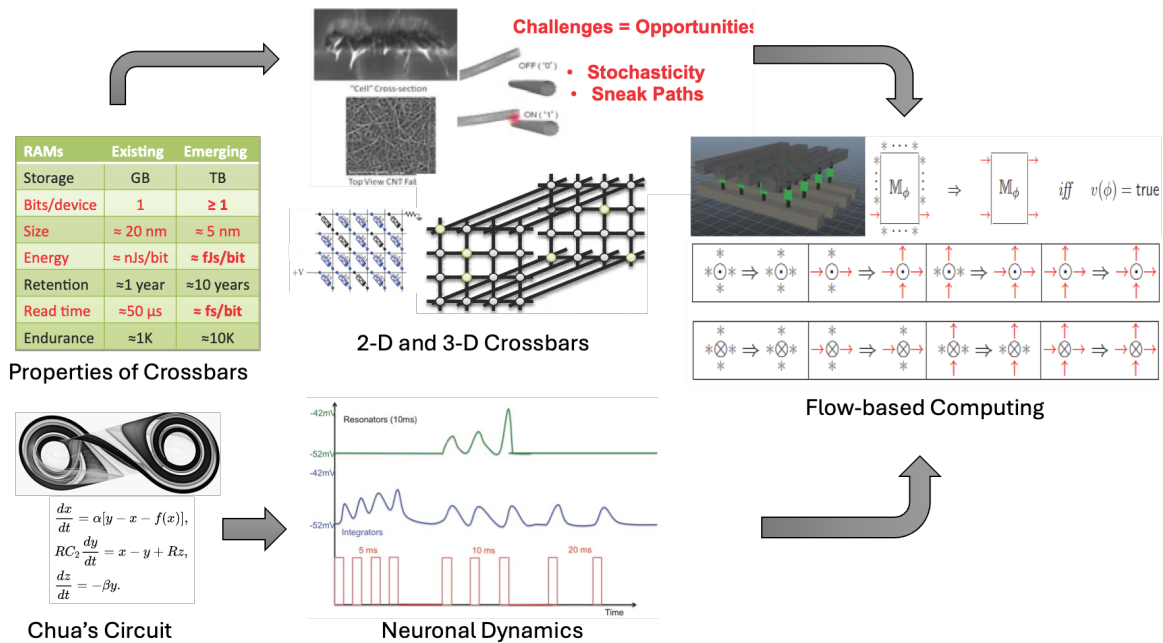 Challenges = Opportunities
• Stochasticity
• Sneak Paths
"Cell" Cross-section
OFF ("0")
ON ("1")
Top View CNT Fab
RAMs Existing Emerging
Storage GB TB
Bits/device 1 ≥ 1
Size ≈ 20 nm ≈ 5 nm
Energy ≈ nJs/bit ≈ fJs/bit
Retention ≈1 year ≈10 years
Read time ≈50 µs ≈ fs/bit
Endurance ≈1K ≈10K
Properties of Crossbars
+V
2-D and 3-D Crossbars
* · · · *
𝕄ϕ ⇒ 𝕄ϕ iff v(ϕ) = true
Flow-based Computing
dx/dt = α[y − x − f(x)],
RC₂ dy/dt = x − y + Rz,
dz/dt = −βy.
Chua's Circuit
-42mV
Resonators (10ms)
-52mV
-42mV
-52mV
Integrators
5 ms 10 ms 20 ms
Time
Neuronal Dynamics